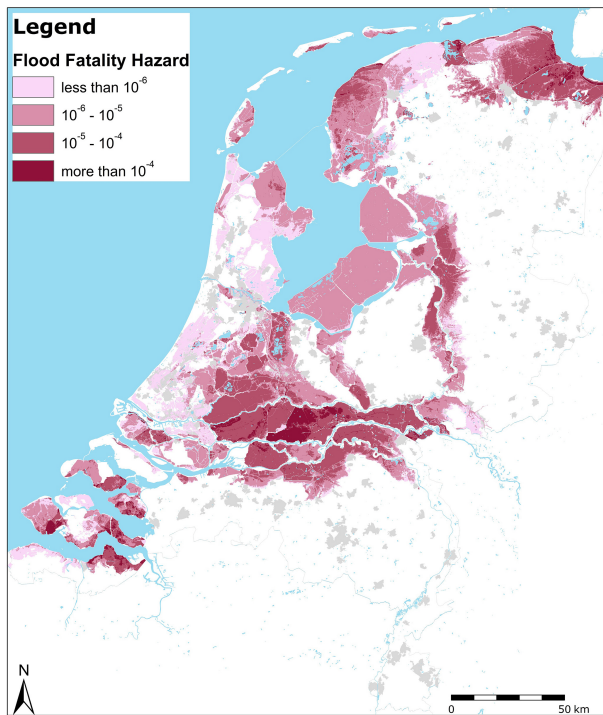 Legend
Flood Fatality Hazard
less than 10⁻⁶
10⁻⁶ - 10⁻⁵
10⁻⁵ - 10⁻⁴
more than 10⁻⁴
N
0 50 km